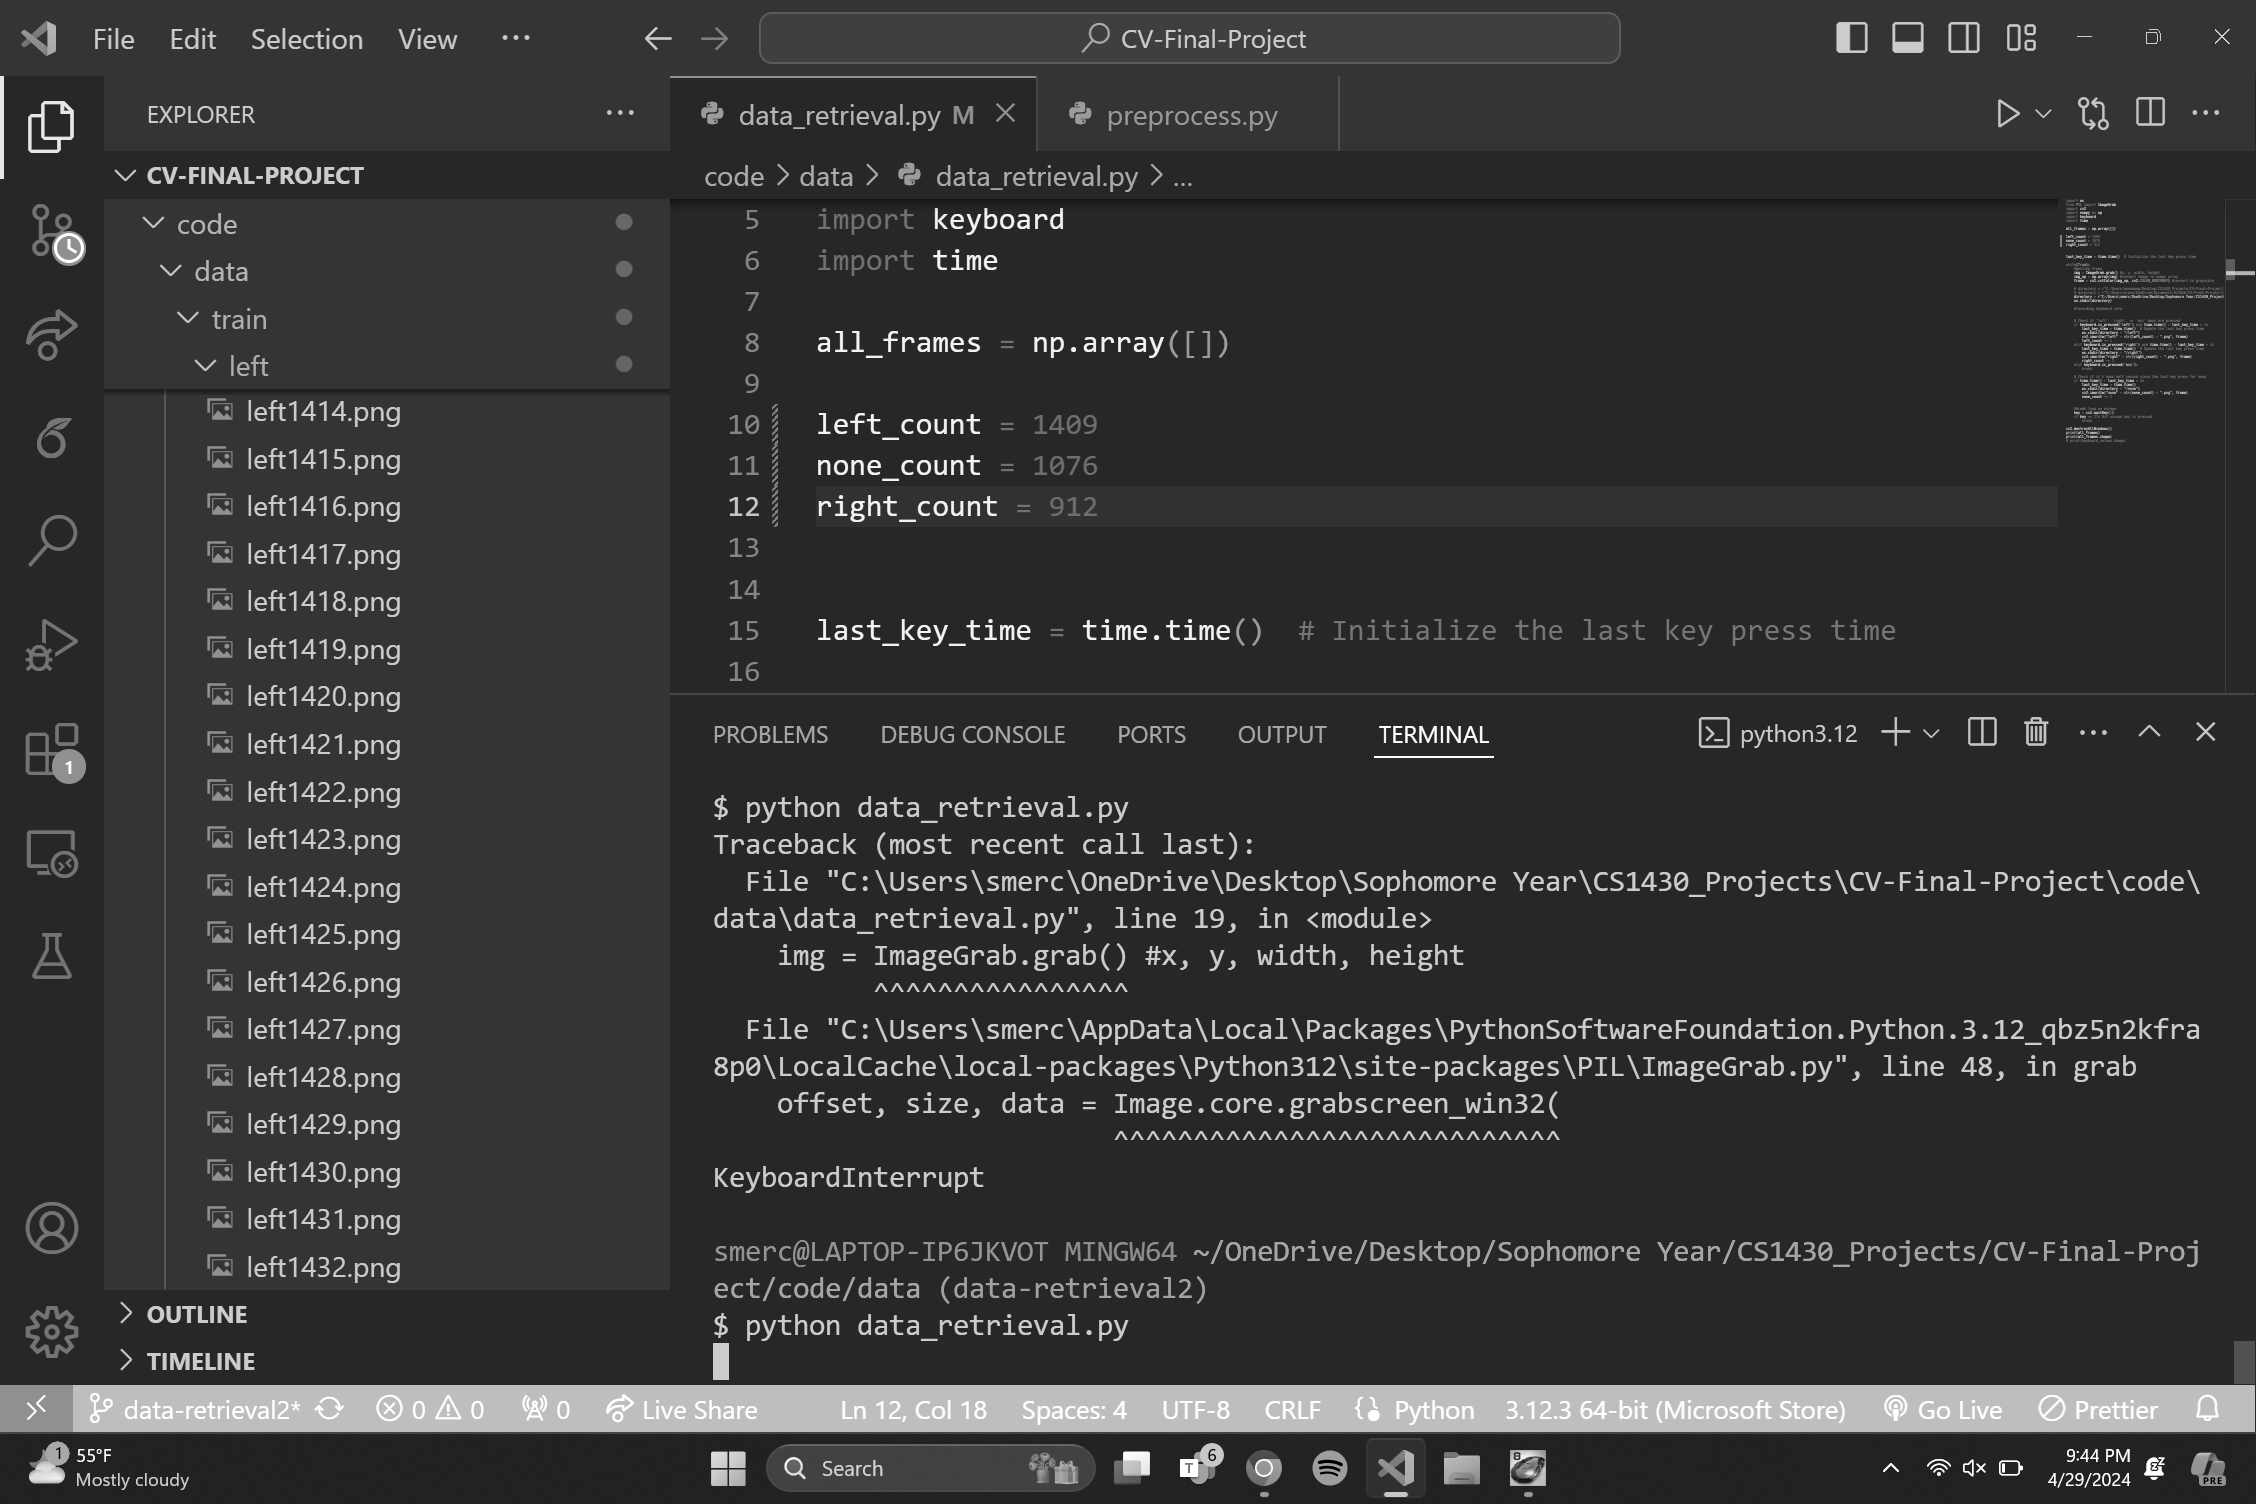 File Edit Selection View ···
CV-Final-Project
EXPLORER
CV-FINAL-PROJECT
code
data
train
left
left1414.png
left1415.png
left1416.png
left1417.png
left1418.png
left1419.png
left1420.png
left1421.png
left1422.png
left1423.png
left1424.png
left1425.png
left1426.png
left1427.png
left1428.png
left1429.png
left1430.png
left1431.png
left1432.png
OUTLINE
TIMELINE
1
data_retrieval.py M
preprocess.py
code > data > data_retrieval.py > ...
5 import keyboard
6 import time
7
8 all_frames = np.array([])
9
10 left_count = 1409
11 none_count = 1076
12 right_count = 912
13
14
15 last_key_time = time.time()  # Initialize the last key press time
16
PROBLEMS DEBUG CONSOLE PORTS OUTPUT TERMINAL
python3.12
$ python data_retrieval.py
Traceback (most recent call last):
  File "C:\Users\smerc\OneDrive\Desktop\Sophomore Year\CS1430_Projects\CV-Final-Project\code\
data\data_retrieval.py", line 19, in <module>
    img = ImageGrab.grab() #x, y, width, height
          ^^^^^^^^^^^^^^^^
  File "C:\Users\smerc\AppData\Local\Packages\PythonSoftwareFoundation.Python.3.12_qbz5n2kfra
8p0\LocalCache\local-packages\Python312\site-packages\PIL\ImageGrab.py", line 48, in grab
    offset, size, data = Image.core.grabscreen_win32(
                         ^^^^^^^^^^^^^^^^^^^^^^^^^^^^
KeyboardInterrupt
smerc@LAPTOP-IP6JKVOT MINGW64 ~/OneDrive/Desktop/Sophomore Year/CS1430_Projects/CV-Final-Proj
ect/code/data (data-retrieval2)
$ python data_retrieval.py
data-retrieval2* 0 0 0 Live Share Ln 12, Col 18 Spaces: 4 UTF-8 CRLF Python 3.12.3 64-bit (Microsoft Store) Go Live Prettier
1 55°F
Mostly cloudy
Search
6
9:44 PM
4/29/2024
PRE